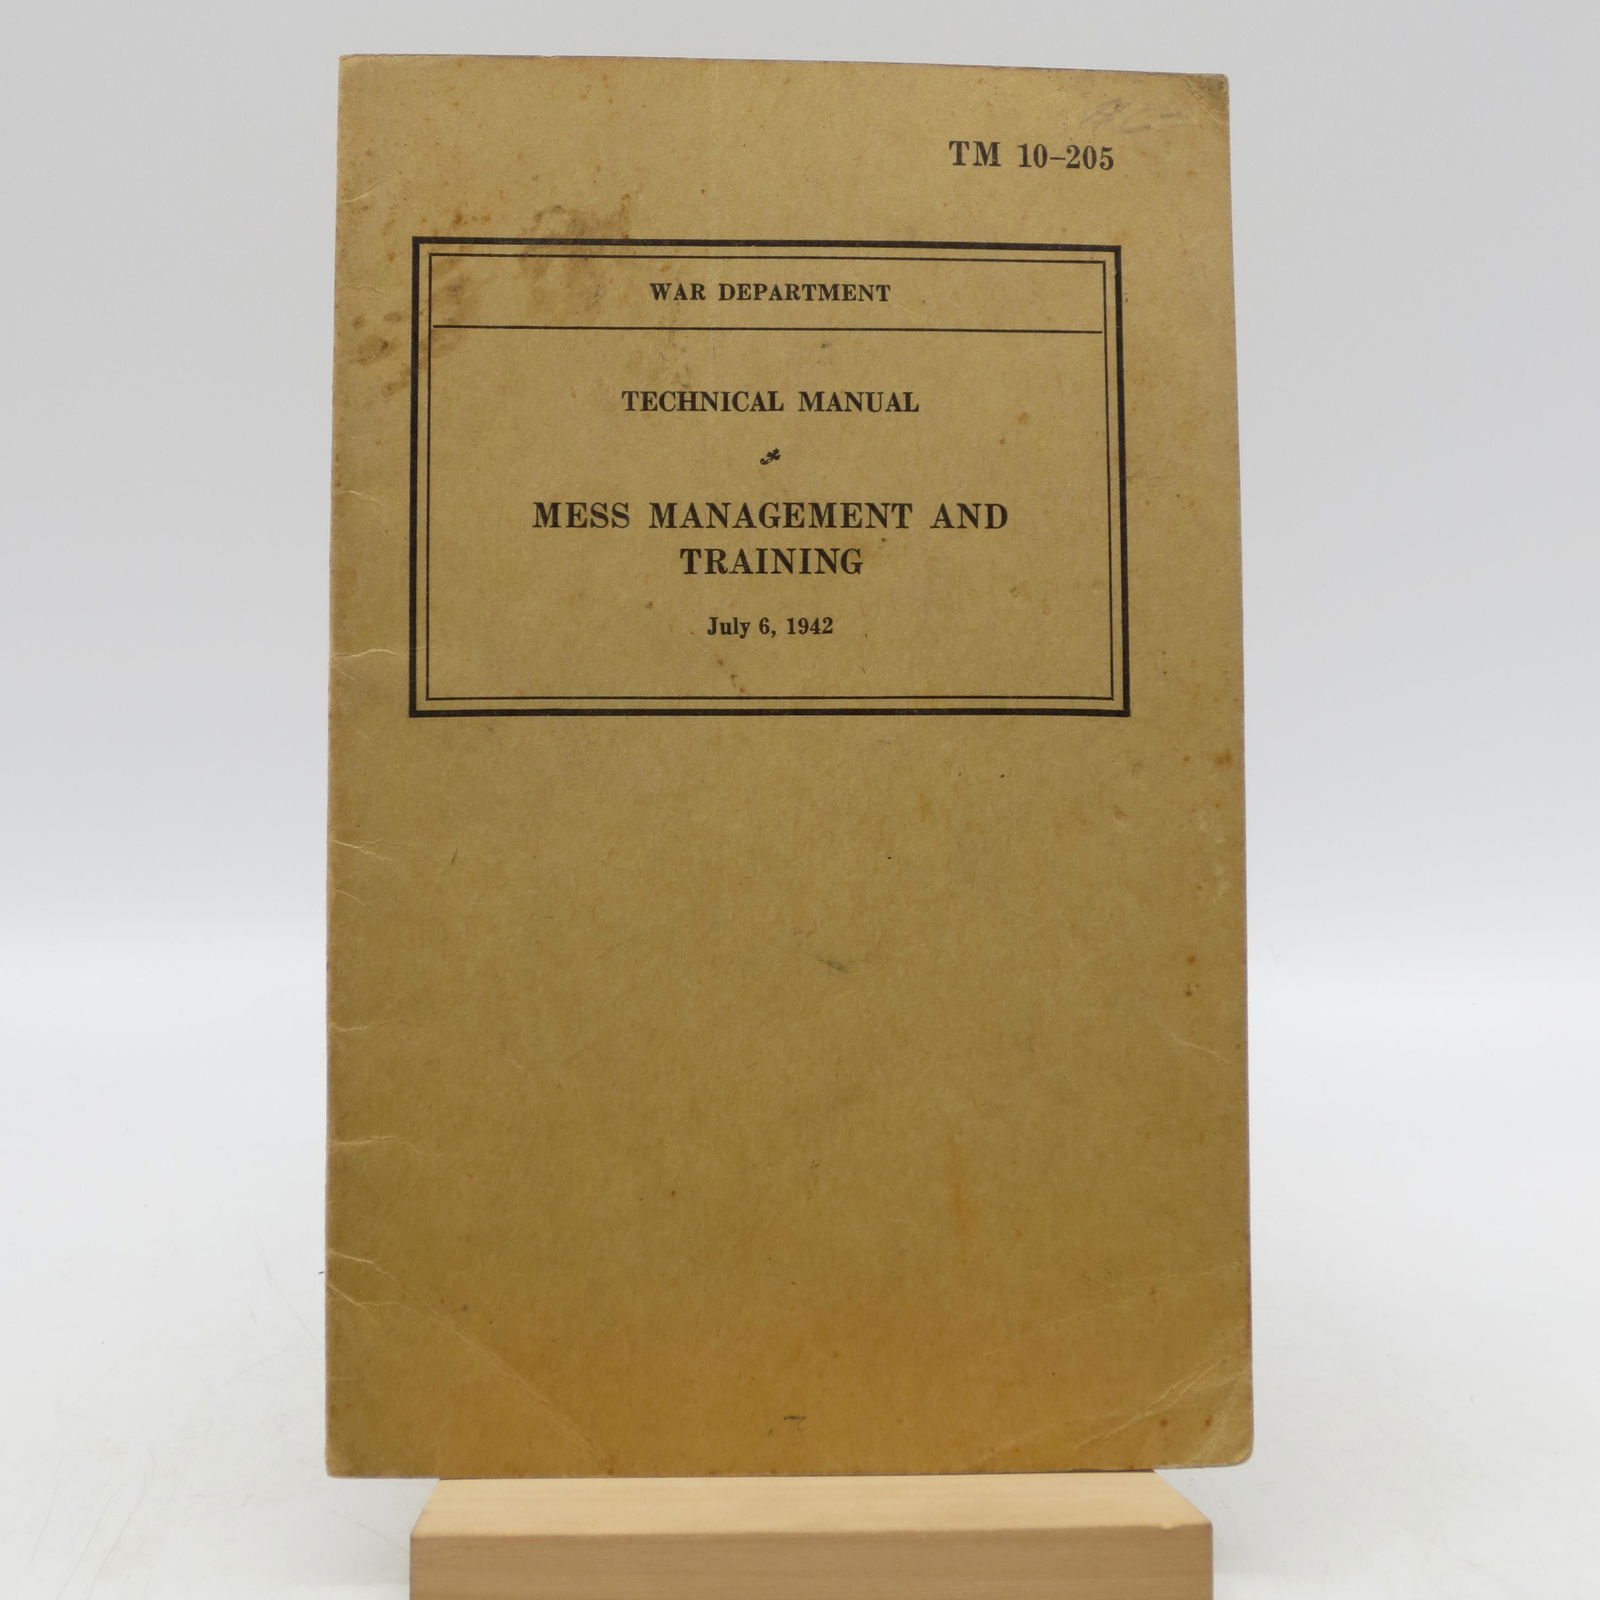 TM 10–205
WAR DEPARTMENT
TECHNICAL MANUAL
MESS MANAGEMENT AND
TRAINING
July 6, 1942